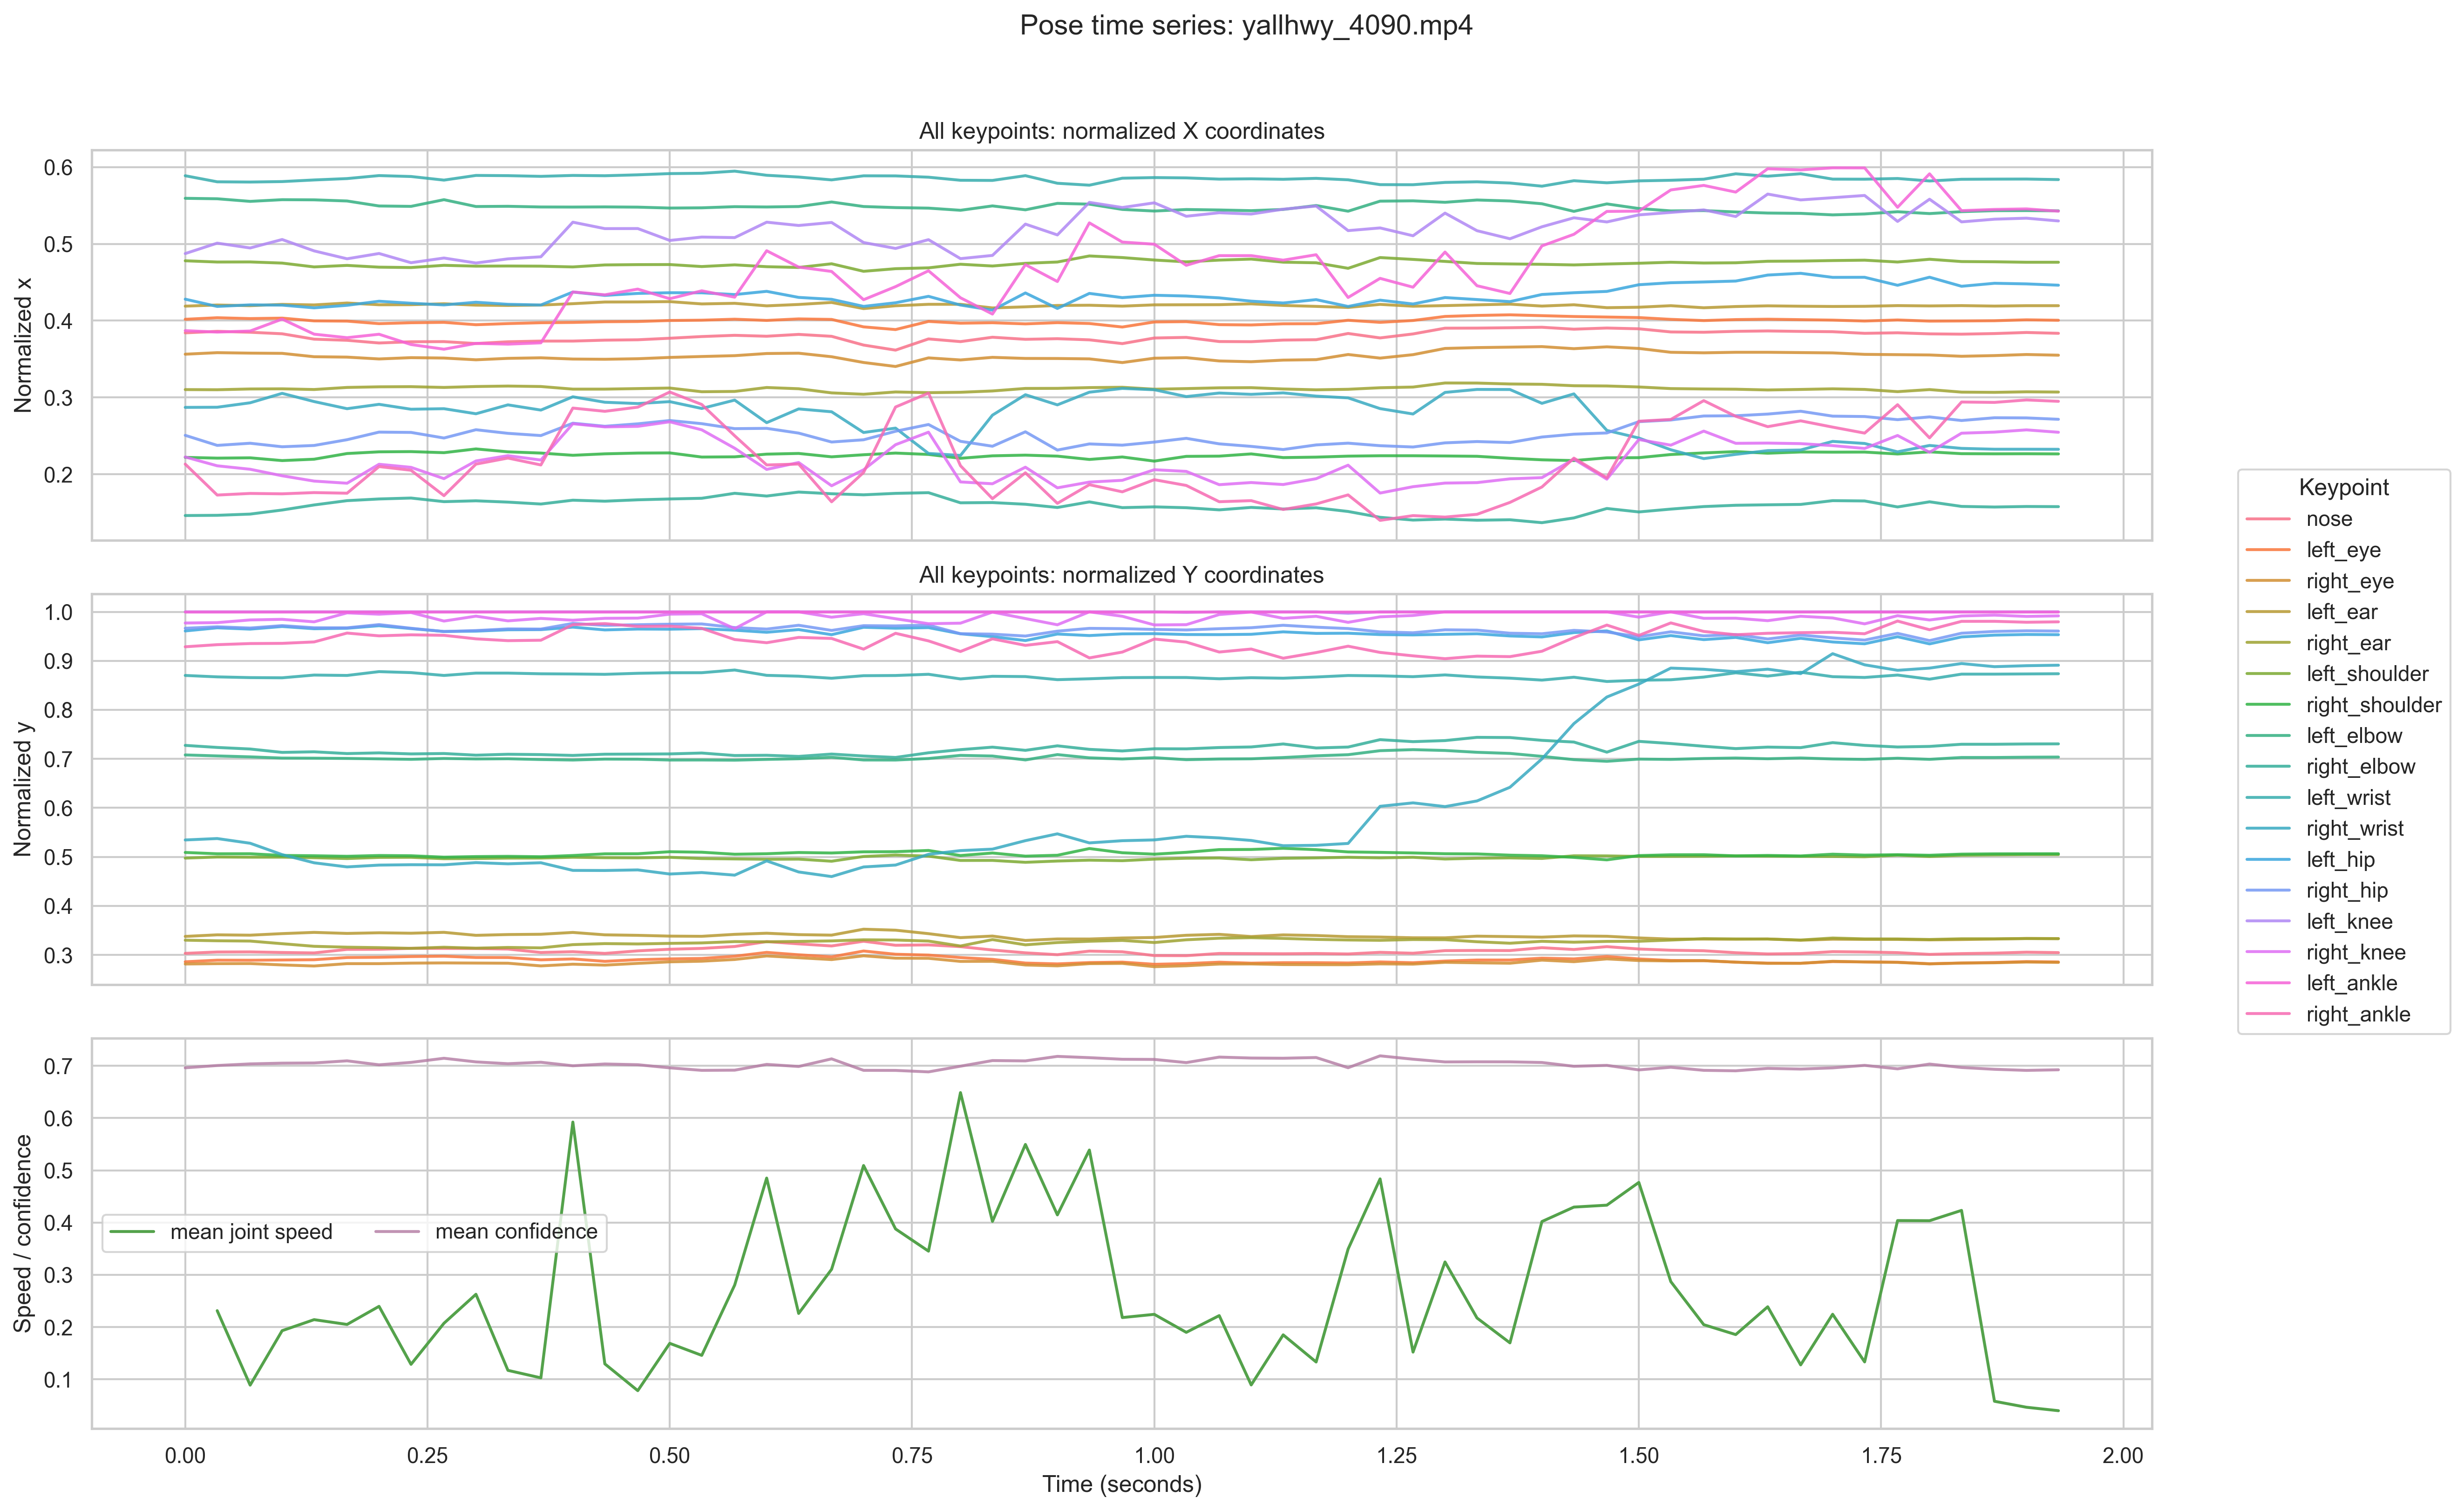 Pose time series: yallhwy_4090.mp4
All keypoints: normalized X coordinates
Normalized x
0.6
0.5
0.4
0.3
0.2
All keypoints: normalized Y coordinates
Normalized y
1.0
0.9
0.8
0.7
0.6
0.5
0.4
0.3
Speed / confidence
0.7
0.6
0.5
0.4
0.3
0.2
0.1
mean joint speed mean confidence
0.00 0.25 0.50 0.75 1.00 1.25 1.50 1.75 2.00
Time (seconds)
Keypoint
nose
left_eye
right_eye
left_ear
right_ear
left_shoulder
right_shoulder
left_elbow
right_elbow
left_wrist
right_wrist
left_hip
right_hip
left_knee
right_knee
left_ankle
right_ankle